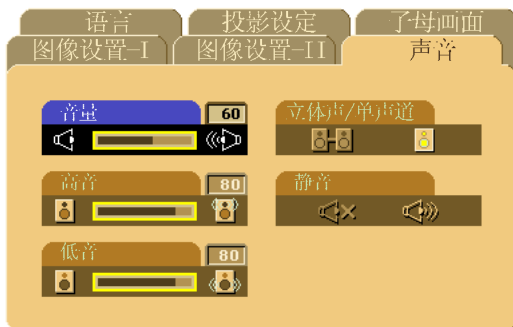 语言 投影设定 子母画面
图像设置-I 图像设置-II 声音
音量 60 立体声/单声道
高音 80 静音
低音 80